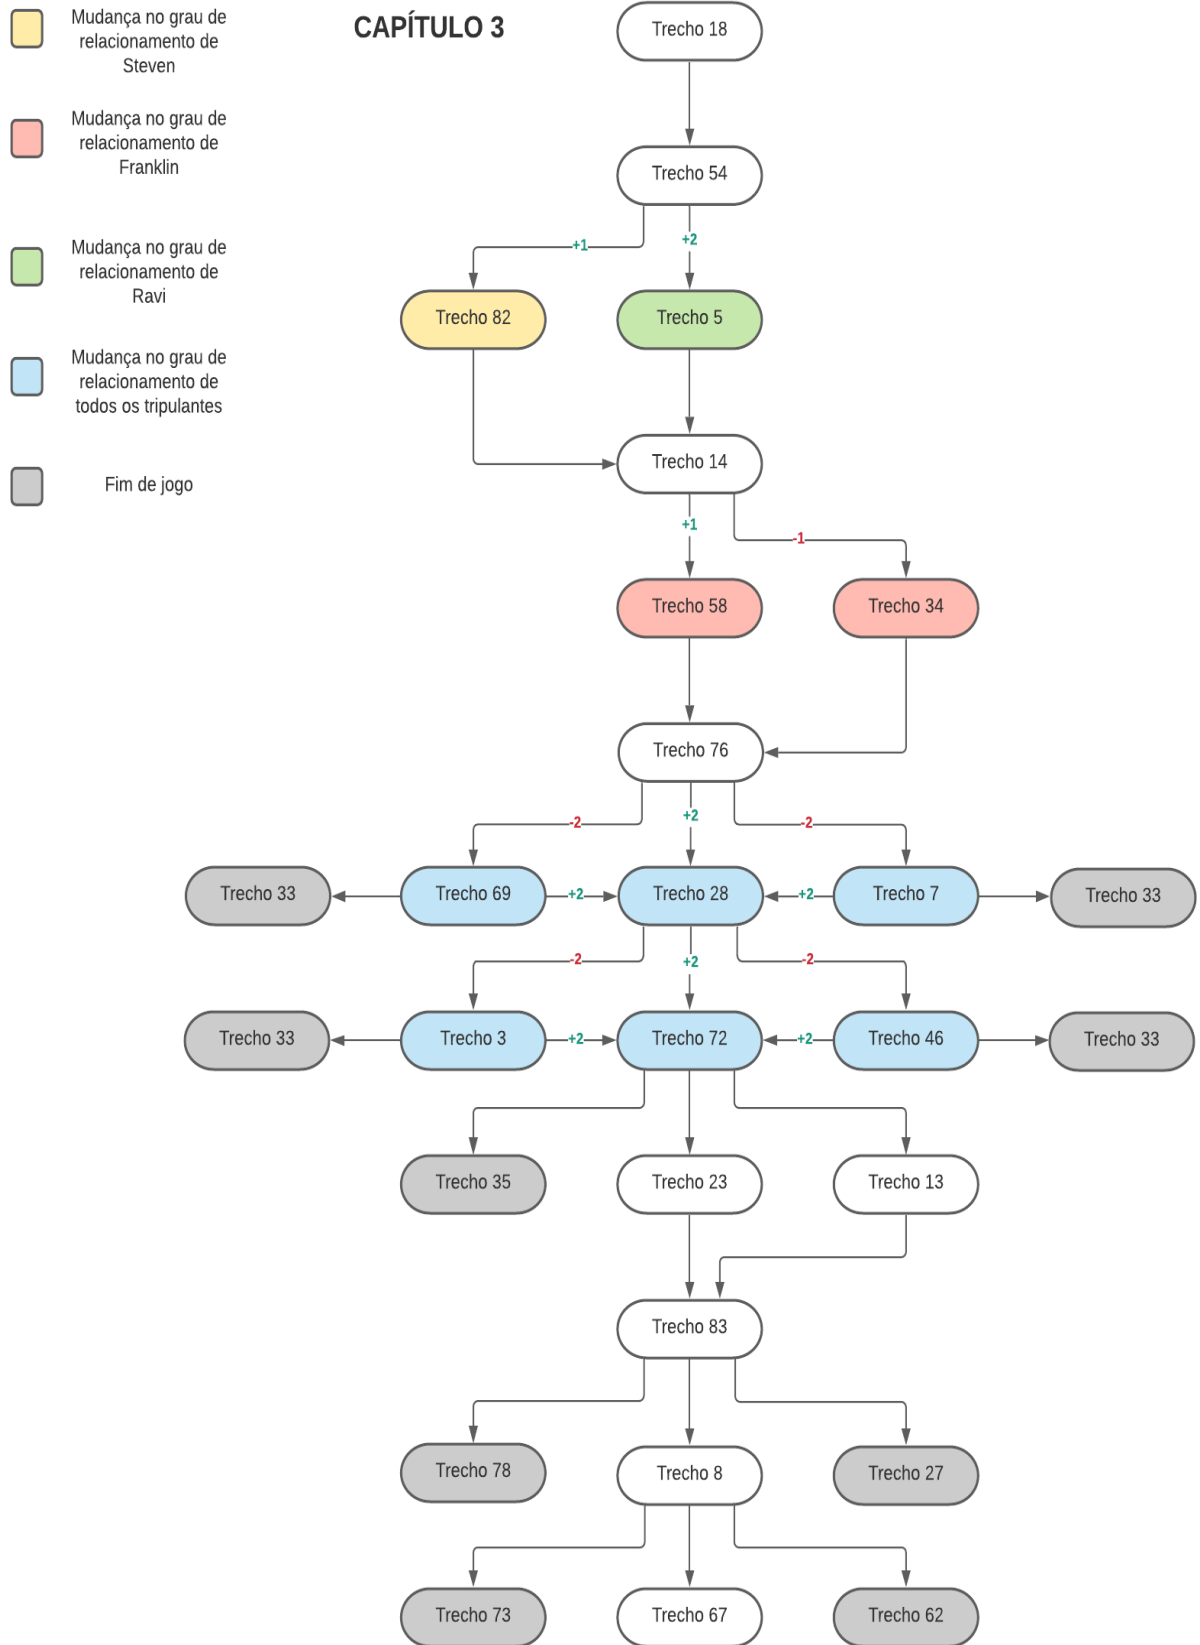 Mudança no grau de
relacionamento de
Steven
Mudança no grau de
relacionamento de
Franklin
Mudança no grau de
relacionamento de
Ravi
Mudança no grau de
relacionamento de
todos os tripulantes
Fim de jogo
CAPÍTULO 3
Trecho 18
Trecho 54
+1
+2
Trecho 82
Trecho 5
Trecho 14
+1
-1
Trecho 58
Trecho 34
Trecho 76
-2
+2
-2
Trecho 33
Trecho 69
+2
Trecho 28
+2
Trecho 7
Trecho 33
-2
+2
-2
Trecho 33
Trecho 3
+2
Trecho 72
+2
Trecho 46
Trecho 33
Trecho 35
Trecho 23
Trecho 13
Trecho 83
Trecho 78
Trecho 8
Trecho 27
Trecho 73
Trecho 67
Trecho 62